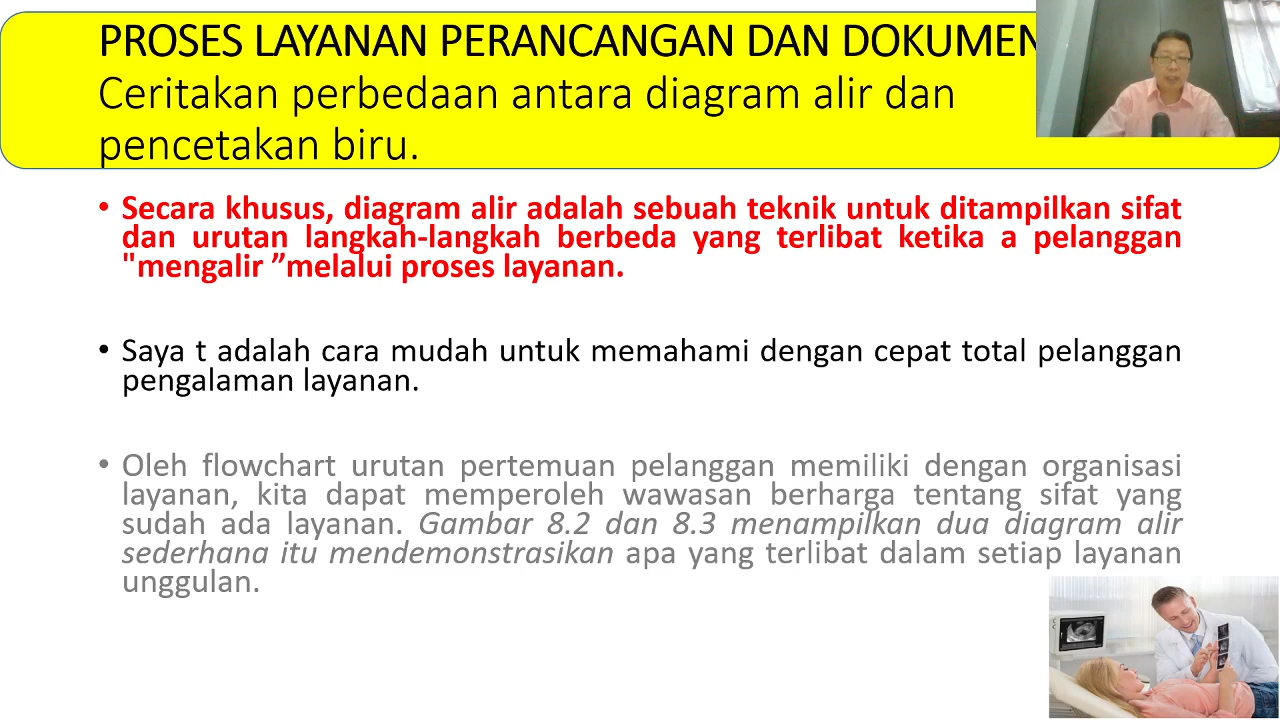 PROSES LAYANAN PERANCANGAN DAN DOKUMEN
Ceritakan perbedaan antara diagram alir dan
pencetakan biru.
• Secara khusus, diagram alir adalah sebuah teknik untuk ditampilkan sifat
dan urutan langkah-langkah berbeda yang terlibat ketika a pelanggan
"mengalir ”melalui proses layanan.
• Saya t adalah cara mudah untuk memahami dengan cepat total pelanggan
pengalaman layanan.
• Oleh flowchart urutan pertemuan pelanggan memiliki dengan organisasi
layanan, kita dapat memperoleh wawasan berharga tentang sifat yang
sudah ada layanan. Gambar 8.2 dan 8.3 menampilkan dua diagram alir
sederhana itu mendemonstrasikan apa yang terlibat dalam setiap layanan
unggulan.